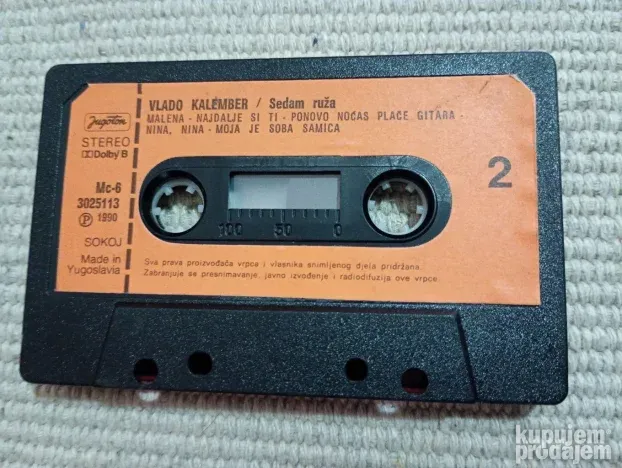 Jugoton
STEREO
Dolby B
Mc-6
3025113
P 1990
SOKOJ
Made in
Yugoslavia
VLADO KALEMBER / Sedam ruža
MALENA - NAJDALJE SI TI - PONOVO NOĆAS PLAČE GITARA -
NINA, NINA - MOJA JE SOBA SAMICA
2
100 50 0
Sva prava proizvođača vrpce i vlasnika snimljenog djela pridržana.
Zabranjuje se presnimavanje, javno izvođenje i radiodifuzija ove vrpce.
kupujem
prodajem